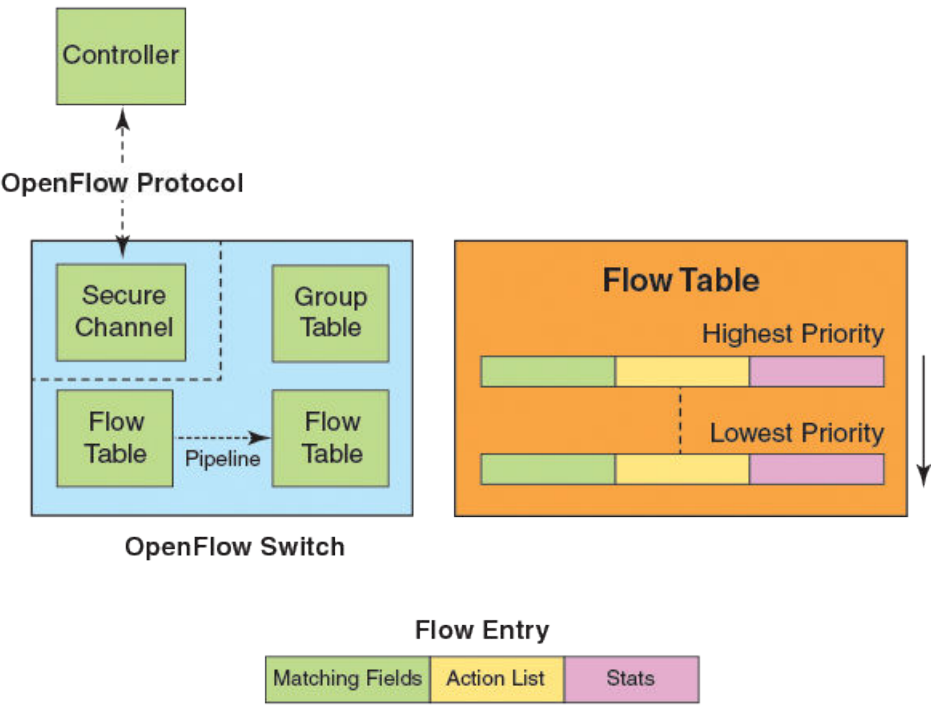 Controller
OpenFlow Protocol
Secure
Channel
Group
Table
Flow
Table
Pipeline
Flow
Table
OpenFlow Switch
Flow Table
Highest Priority
Lowest Priority
Flow Entry
Matching Fields
Action List
Stats